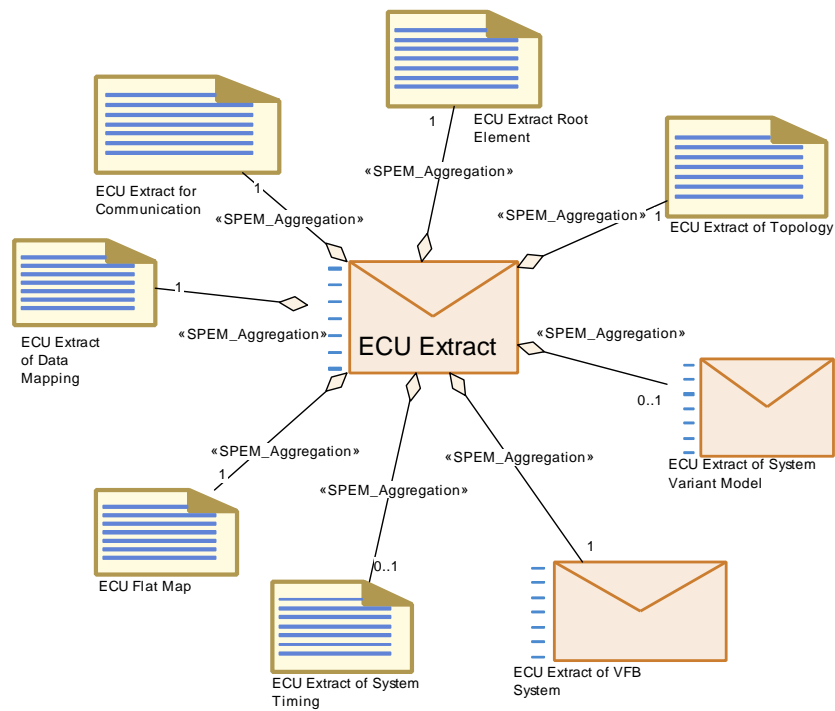 1
ECU Extract Root
Element
«SPEM_Aggregation»
ECU Extract for
Communication
1
«SPEM_Aggregation»
«SPEM_Aggregation»
1
ECU Extract of Topology
1
«SPEM_Aggregation»
ECU Extract
of Data
Mapping
ECU Extract
«SPEM_Aggregation»
0..1
ECU Extract of System
Variant Model
«SPEM_Aggregation»
1
ECU Flat Map
«SPEM_Aggregation»
0..1
ECU Extract of System
Timing
«SPEM_Aggregation»
1
ECU Extract of VFB
System